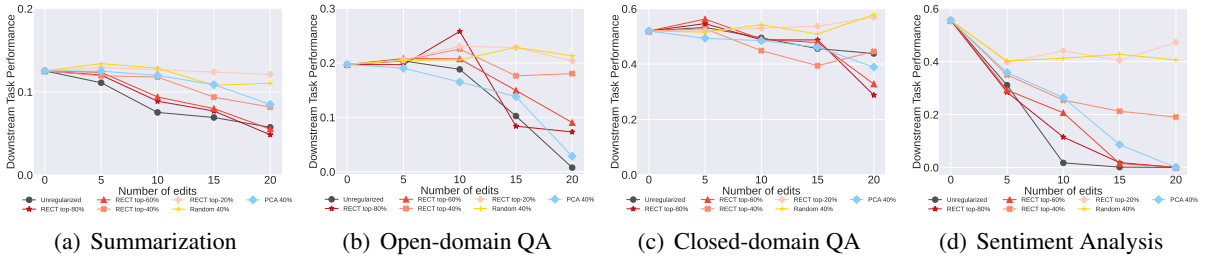 Downstream Task Performance
0.2
0.1
0.0
0 5 10 15 20
Number of edits
Unregularized RECT top-60% RECT top-20% PCA 40%
RECT top-80% RECT top-40% Random 40%
(a) Summarization
Downstream Task Performance
0.3
0.2
0.1
0.0
0 5 10 15 20
Number of edits
Unregularized RECT top-60% RECT top-20% PCA 40%
RECT top-80% RECT top-40% Random 40%
(b) Open-domain QA
Downstream Task Performance
0.6
0.4
0.2
0.0
0 5 10 15 20
Number of edits
Unregularized RECT top-60% RECT top-20% PCA 40%
RECT top-80% RECT top-40% Random 40%
(c) Closed-domain QA
Downstream Task Performance
0.6
0.4
0.2
0.0
0 5 10 15 20
Number of edits
Unregularized RECT top-60% RECT top-20% PCA 40%
RECT top-80% RECT top-40% Random 40%
(d) Sentiment Analysis